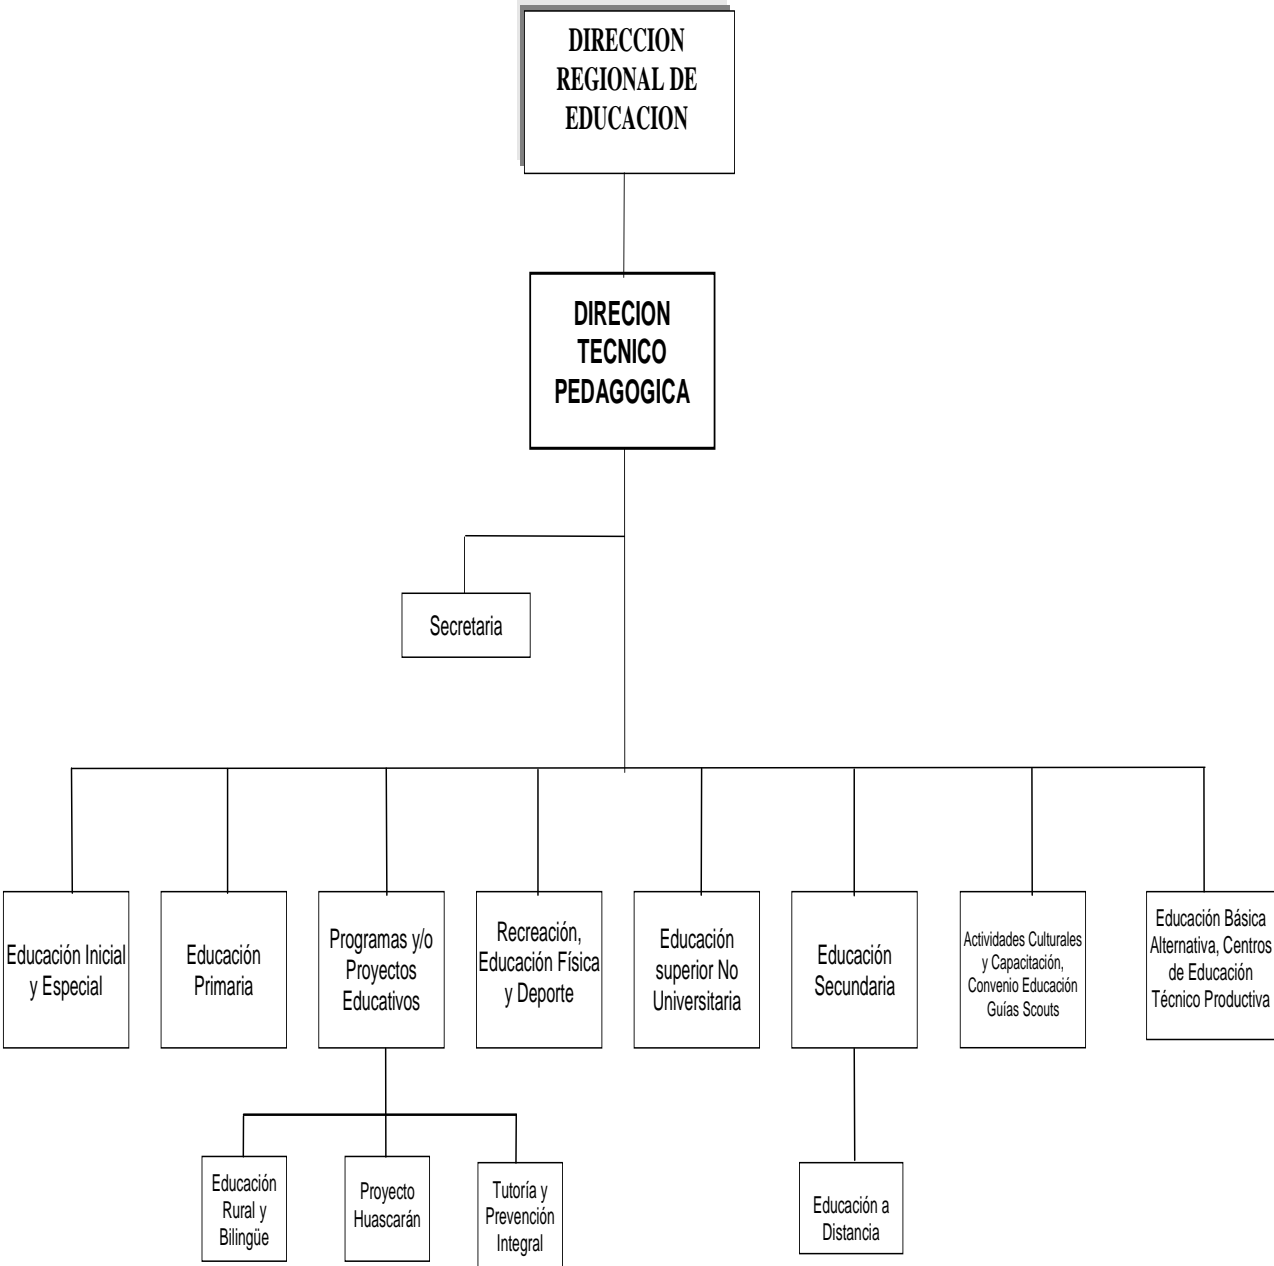 DIRECCION
REGIONAL DE
EDUCACION
DIRECION
TECNICO
PEDAGOGICA
Secretaria
Educación Inicial
y Especial
Educación
Primaria
Programas y/o
Proyectos
Educativos
Recreación,
Educación Física
y Deporte
Educación
superior No
Universitaria
Educación
Secundaria
Actividades Culturales
y Capacitación,
Convenio Educación
Guías Scouts
Educación Básica
Alternativa, Centros
de Educación
Técnico Productiva
Educación
Rural y
Bilingüe
Proyecto
Huascarán
Tutoría y
Prevención
Integral
Educación a
Distancia